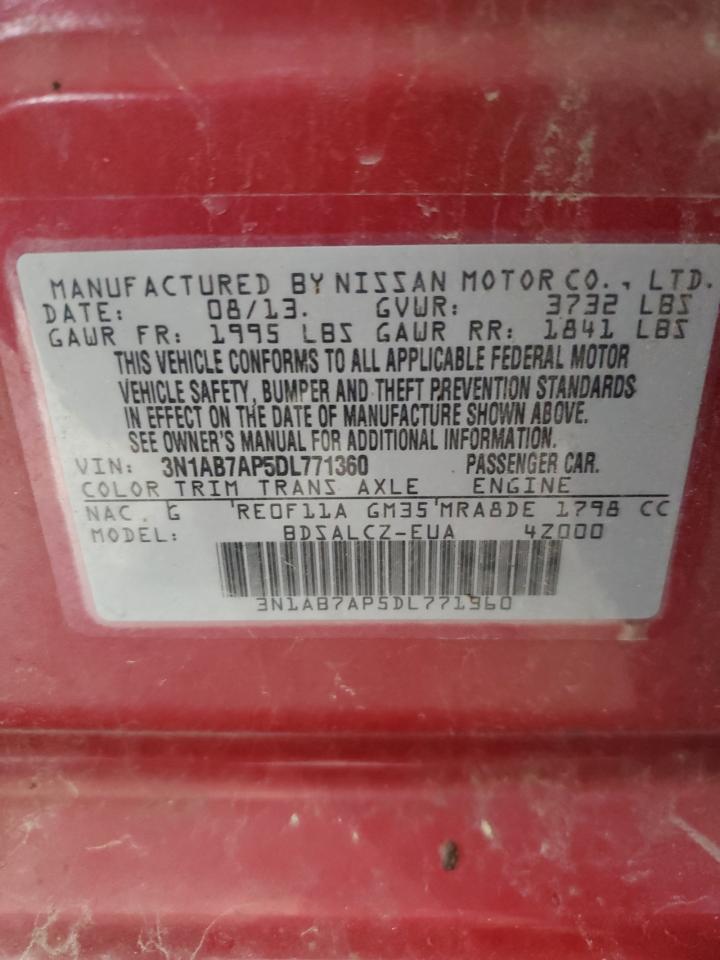 MANUFACTURED BY NISSAN MOTOR CO., LTD.
DATE: 08/13. GVWR: 3732 LBS
GAWR FR: 1995 LBS GAWR RR: 1841 LBS
THIS VEHICLE CONFORMS TO ALL APPLICABLE FEDERAL MOTOR
VEHICLE SAFETY, BUMPER AND THEFT PREVENTION STANDARDS
IN EFFECT ON THE DATE OF MANUFACTURE SHOWN ABOVE.
SEE OWNER'S MANUAL FOR ADDITIONAL INFORMATION.
VIN: 3N1AB7AP5DL771360 PASSENGER CAR.
COLOR TRIM TRANS AXLE ENGINE
NAC G RE0F11A GM35 MRA8DE 1798 CC
MODEL: BDSALCZ-EUA 4Z000
3N1AB7AP5DL771360